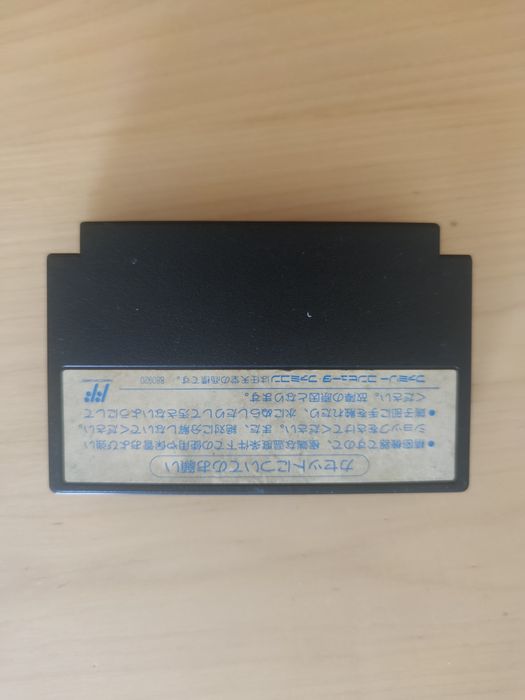 カセットについてのお願い
● 精密機器ですので、極端な温度条件下での使用や保管および強い
ショックをさけてください。また、絶対に分解しないでください。
● 端子部に手を触れたり、水にぬらしたりして汚さないようにして
ください。故障の原因となります。
ファミリーコンピュータ ファミコンは任天堂の商標です。 880920